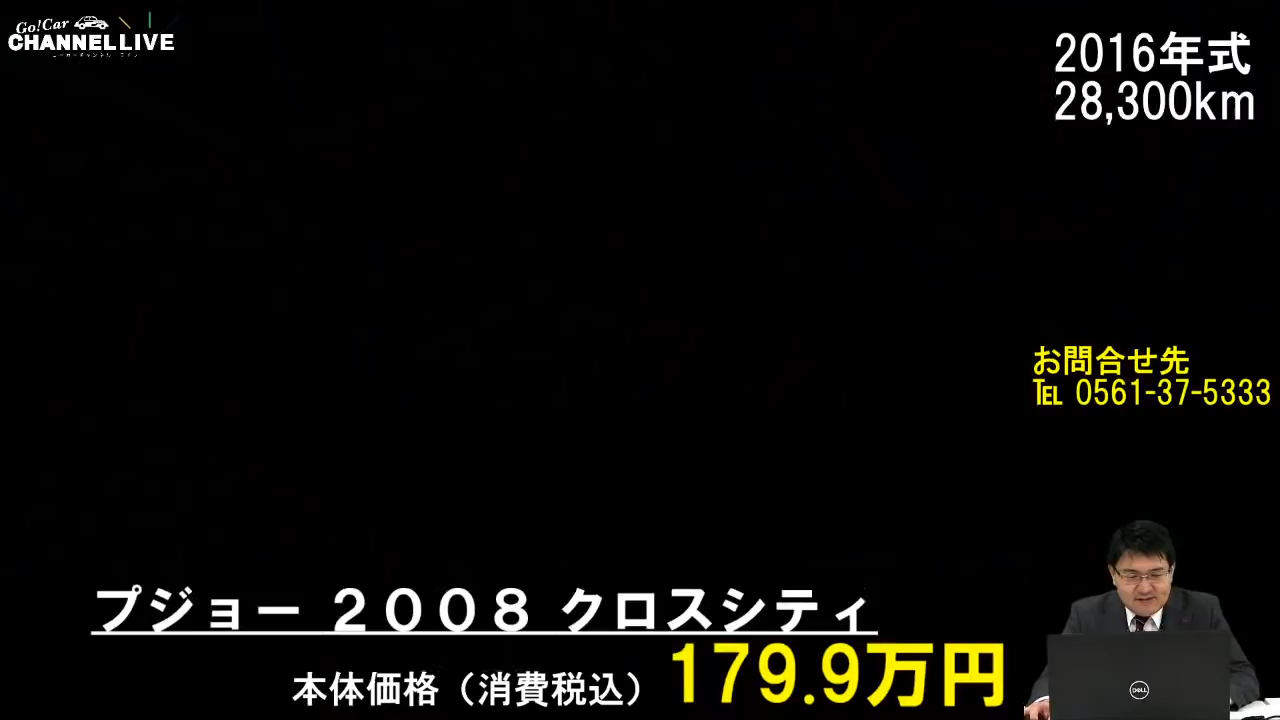 Go!Car
CHANNELLIVE
2016年式
28,300km
お問合せ先
℡ 0561-37-5333
プジョー ２００８ クロスシティ
本体価格（消費税込） 179.9万円
DELL